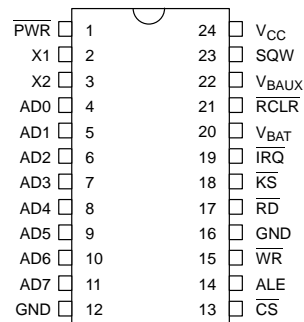 PWR 1 24 VCC
X1 2 23 SQW
X2 3 22 VBAUX
AD0 4 21 RCLR
AD1 5 20 VBAT
AD2 6 19 IRQ
AD3 7 18 KS
AD4 8 17 RD
AD5 9 16 GND
AD6 10 15 WR
AD7 11 14 ALE
GND 12 13 CS